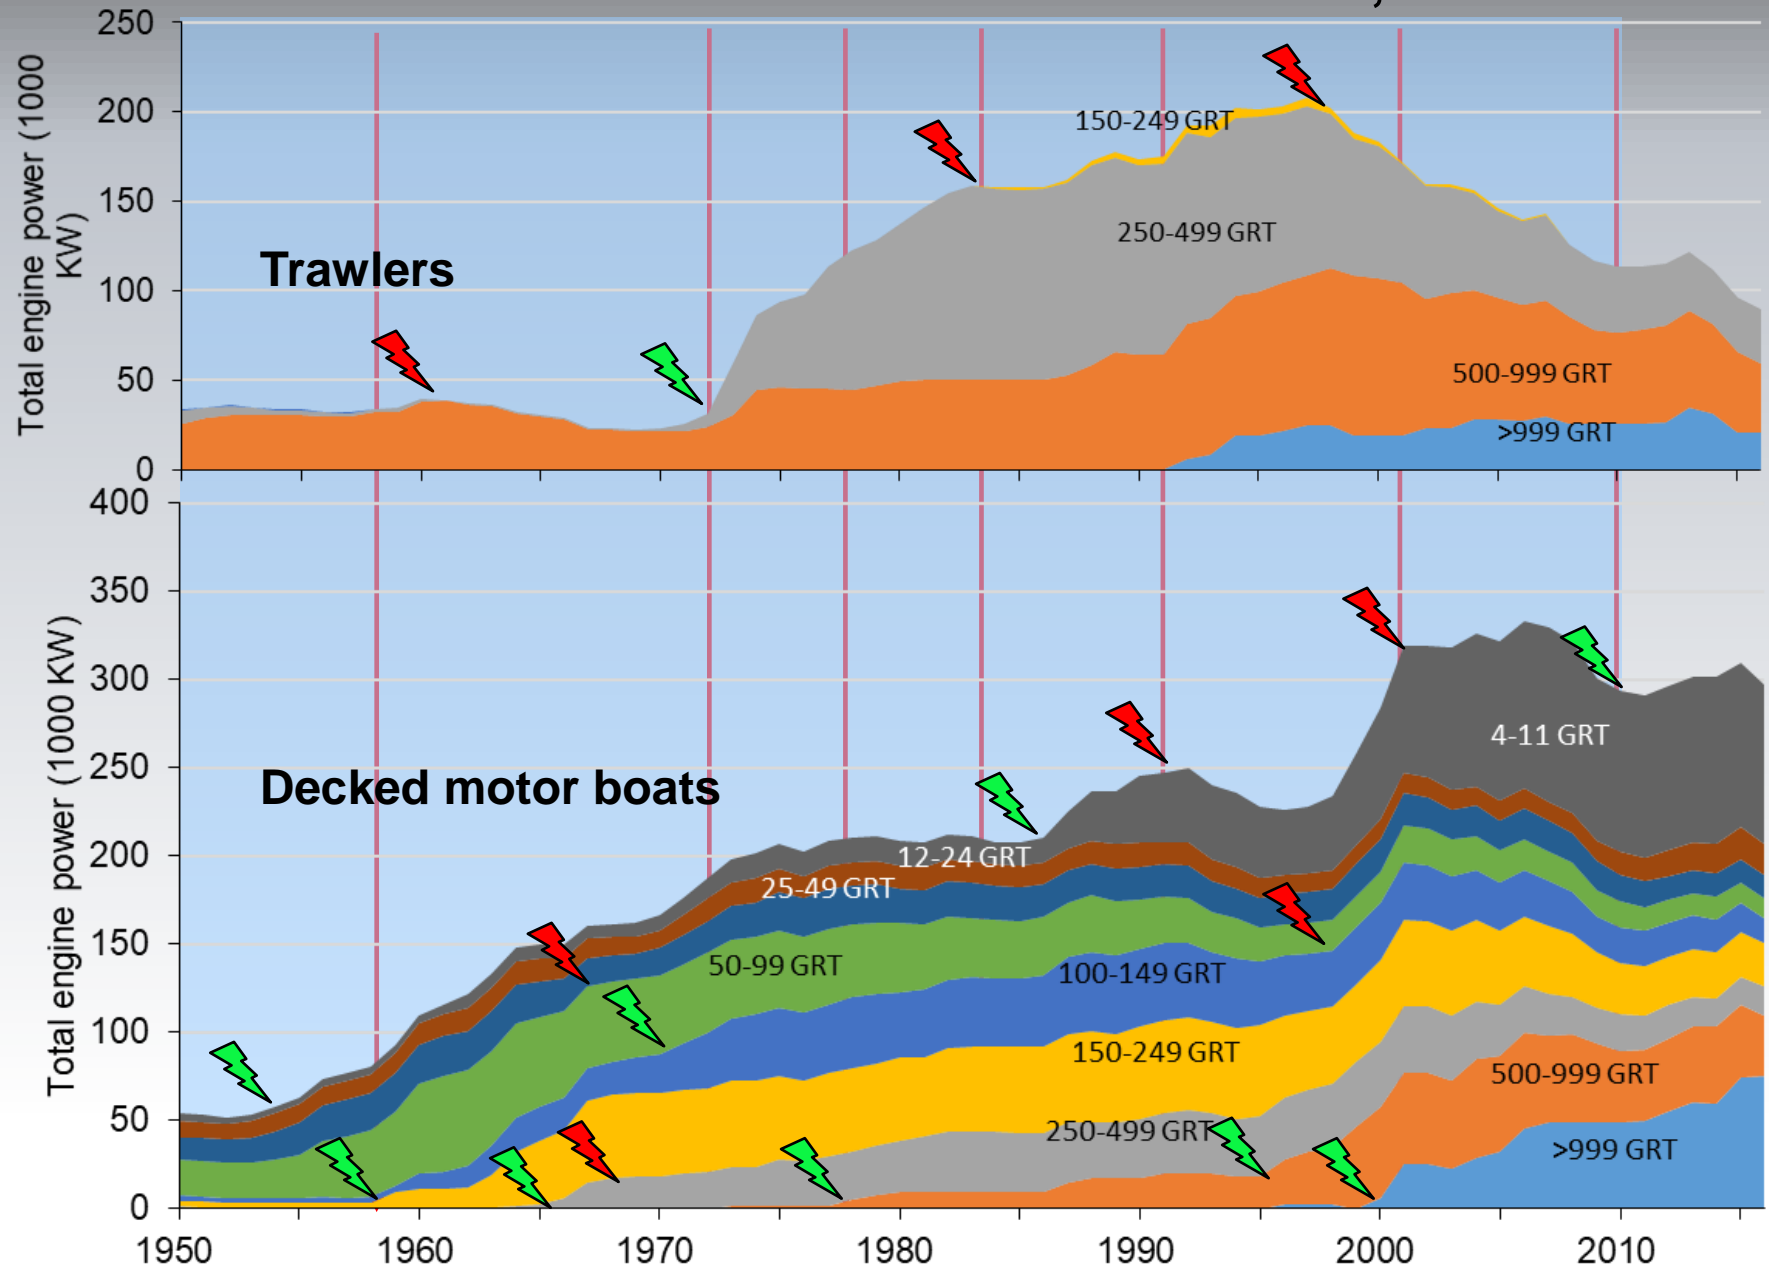 250
200
150
100
50
0
Total engine power (1000
KW)
Trawlers
150-249 GRT
250-499 GRT
500-999 GRT
>999 GRT
400
350
300
250
200
150
100
50
0
Total engine power (1000 KW)
Decked motor boats
4-11 GRT
12-24 GRT
25-49 GRT
50-99 GRT
100-149 GRT
150-249 GRT
250-499 GRT
500-999 GRT
>999 GRT
1950 1960 1970 1980 1990 2000 2010